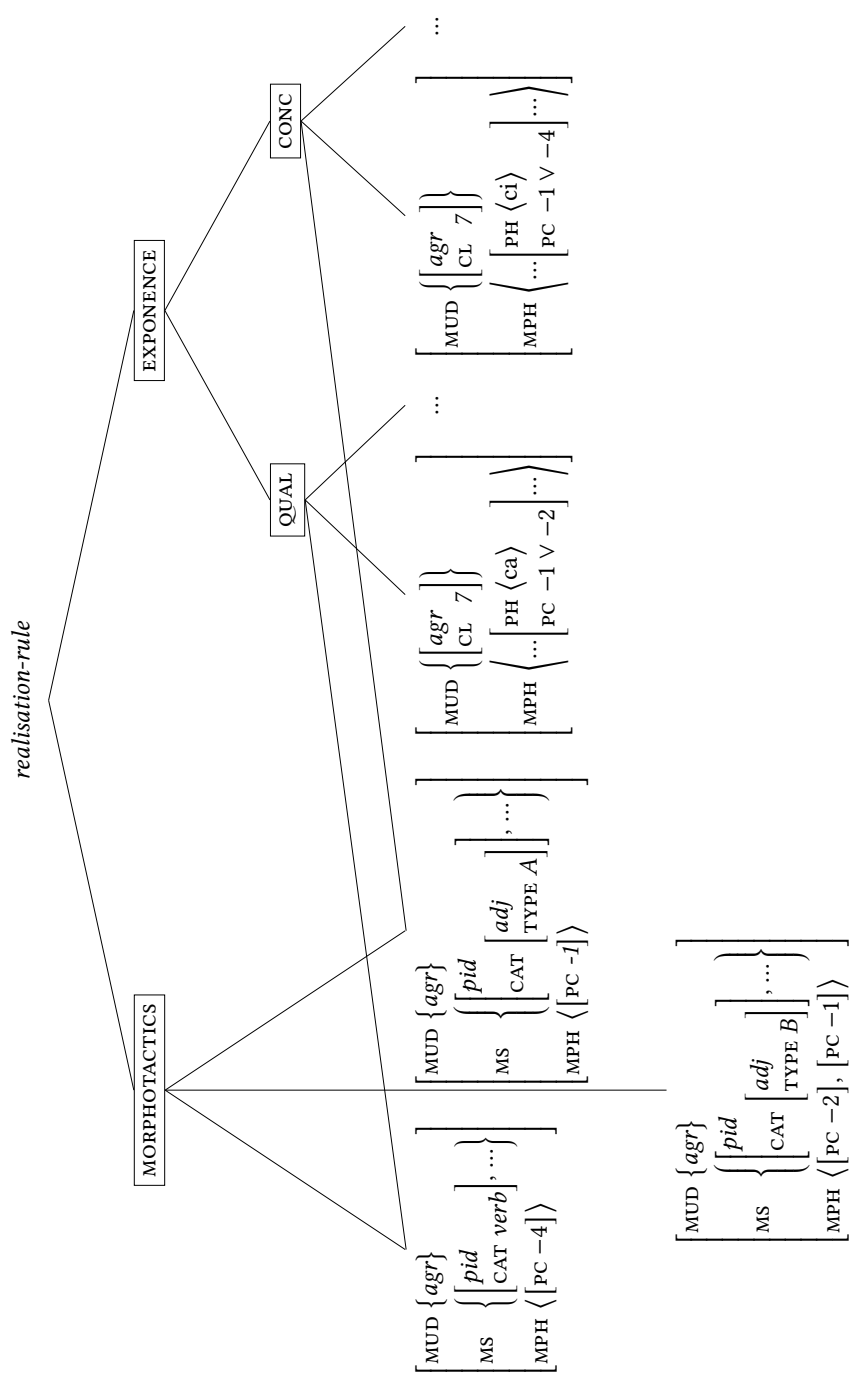 realisation-rule
MORPHOTACTICS
EXPONENCE
QUAL
CONC
[MUD {agr}
MS {[pid
CAT verb], ...}
MPH ⟨[PC −4]⟩]
[MUD {agr}
MS {[pid
CAT [adj
TYPE A]], ...}
MPH ⟨[PC -1]⟩]
[MUD {[agr
CL 7]}
MPH ⟨... [PH ⟨ca⟩
PC −1 ∨ −2] ...⟩]
...
[MUD {[agr
CL 7]}
MPH ⟨... [PH ⟨ci⟩
PC −1 ∨ −4] ...⟩]
...
[MUD {agr}
MS {[pid
CAT [adj
TYPE B]], ...}
MPH ⟨[PC −2], [PC −1]⟩]